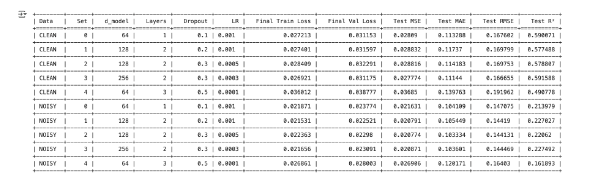 | Data | Set | d_model | Layers | Dropout | LR | Final Train Loss | Final Val Loss | Test MSE | Test MAE | Test RMSE | Test R² |
| CLEAN | 0 | 64 | 1 | 0.1 | 0.001 | 0.027213 | 0.031153 | 0.02809 | 0.113288 | 0.167602 | 0.590071 |
| CLEAN | 1 | 128 | 2 | 0.2 | 0.001 | 0.027401 | 0.031597 | 0.028832 | 0.11737 | 0.169799 | 0.577488 |
| CLEAN | 2 | 128 | 2 | 0.3 | 0.0005 | 0.028409 | 0.032291 | 0.028816 | 0.114183 | 0.169753 | 0.578807 |
| CLEAN | 3 | 256 | 2 | 0.3 | 0.0003 | 0.026921 | 0.031175 | 0.027774 | 0.11144 | 0.166655 | 0.591588 |
| CLEAN | 4 | 64 | 3 | 0.5 | 0.0001 | 0.036012 | 0.038777 | 0.03685 | 0.139763 | 0.191962 | 0.490778 |
| NOISY | 0 | 64 | 1 | 0.1 | 0.001 | 0.021871 | 0.023774 | 0.021631 | 0.104109 | 0.147075 | 0.213979 |
| NOISY | 1 | 128 | 2 | 0.2 | 0.001 | 0.021531 | 0.022521 | 0.020791 | 0.105449 | 0.14419 | 0.227027 |
| NOISY | 2 | 128 | 2 | 0.3 | 0.0005 | 0.022363 | 0.02298 | 0.020774 | 0.103334 | 0.144131 | 0.22062 |
| NOISY | 3 | 256 | 2 | 0.3 | 0.0003 | 0.021656 | 0.023091 | 0.020871 | 0.103601 | 0.144469 | 0.227492 |
| NOISY | 4 | 64 | 3 | 0.5 | 0.0001 | 0.026861 | 0.028003 | 0.026906 | 0.120171 | 0.16403 | 0.161893 |